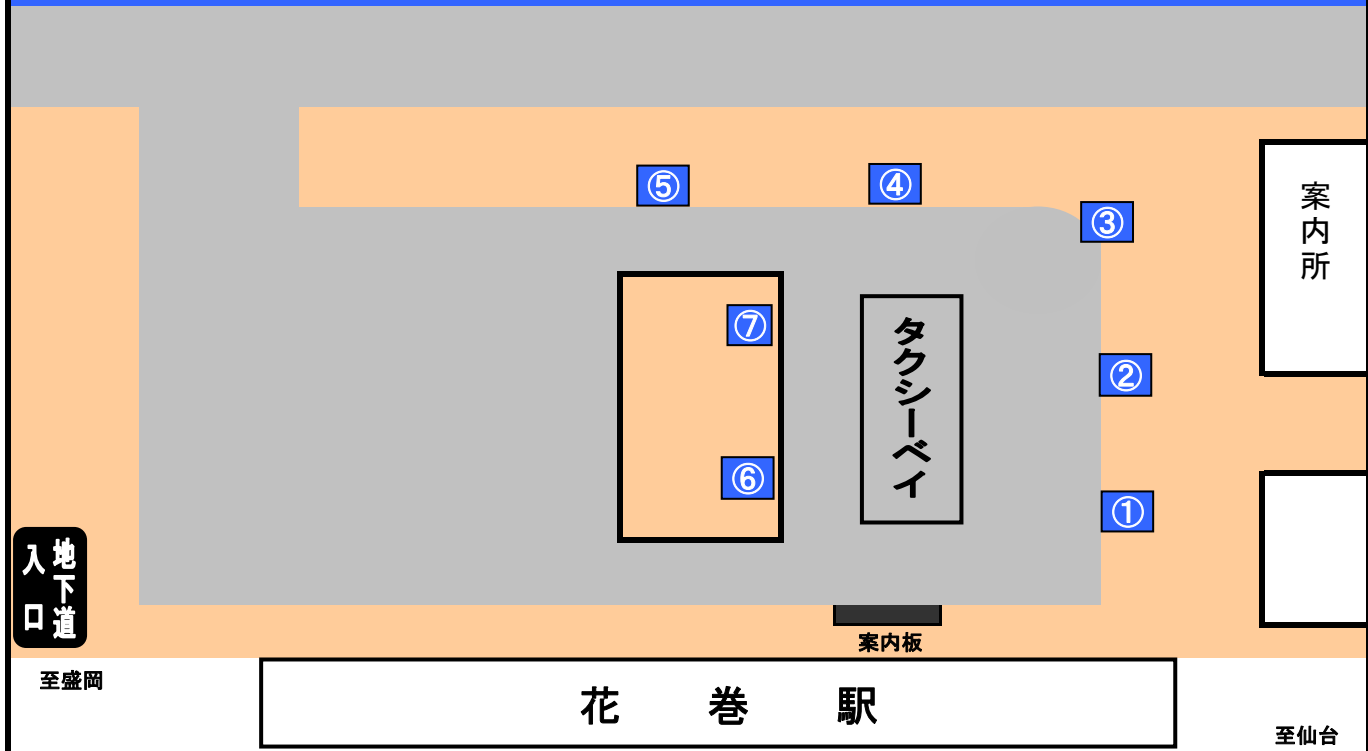 ⑤
④
③
案内所
⑦
タクシーベイ
②
⑥
①
地下道
入口
案内板
至盛岡
花巻駅
至仙台